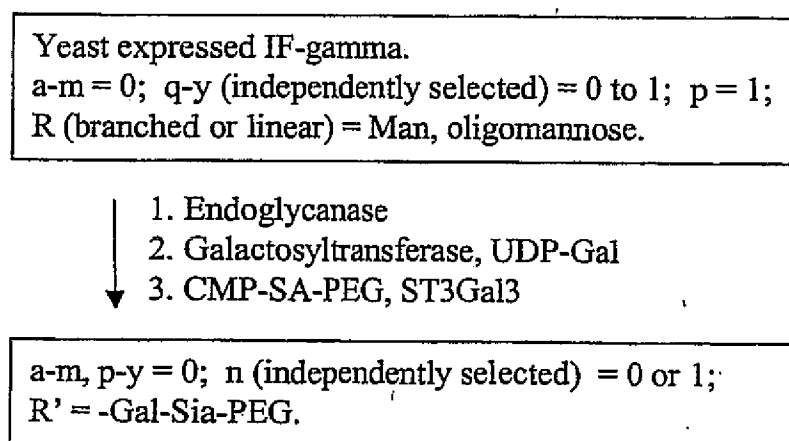 Yeast expressed IF-gamma.
a-m = 0; q-y (independently selected) = 0 to 1; p = 1;
R (branched or linear) = Man, oligomannose.
1. Endoglycanase
2. Galactosyltransferase, UDP-Gal
3. CMP-SA-PEG, ST3Gal3
a-m, p-y = 0; n (independently selected) = 0 or 1;
R' = -Gal-Sia-PEG.